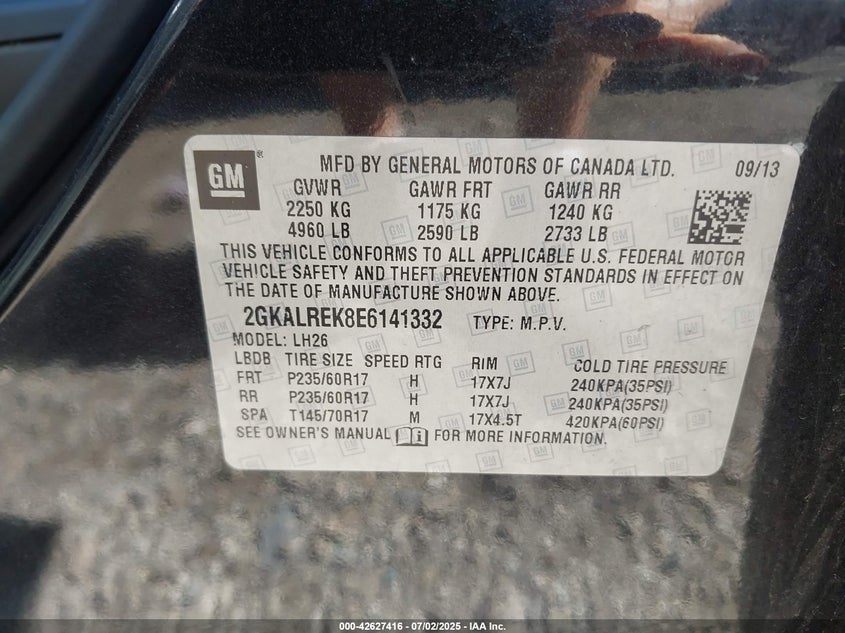 GM ® MFD BY GENERAL MOTORS OF CANADA LTD. 09/13
GVWR GAWR FRT GAWR RR
2250 KG 1175 KG 1240 KG
4960 LB 2590 LB 2733 LB
THIS VEHICLE CONFORMS TO ALL APPLICABLE U.S. FEDERAL MOTOR
VEHICLE SAFETY AND THEFT PREVENTION STANDARDS IN EFFECT ON
THE DATE OF MANUFACTURE SHOWN ABOVE.
2GKALREK8E6141332 TYPE: M.P.V.
MODEL: LH26
LBDB TIRE SIZE SPEED RTG RIM COLD TIRE PRESSURE
FRT P235/60R17 H 17X7J 240KPA(35PSI)
RR P235/60R17 H 17X7J 240KPA(35PSI)
SPA T145/70R17 M 17X4.5T 420KPA(60PSI)
SEE OWNER'S MANUAL FOR MORE INFORMATION.
000-42627416 - 07/02/2025 - IAA Inc.